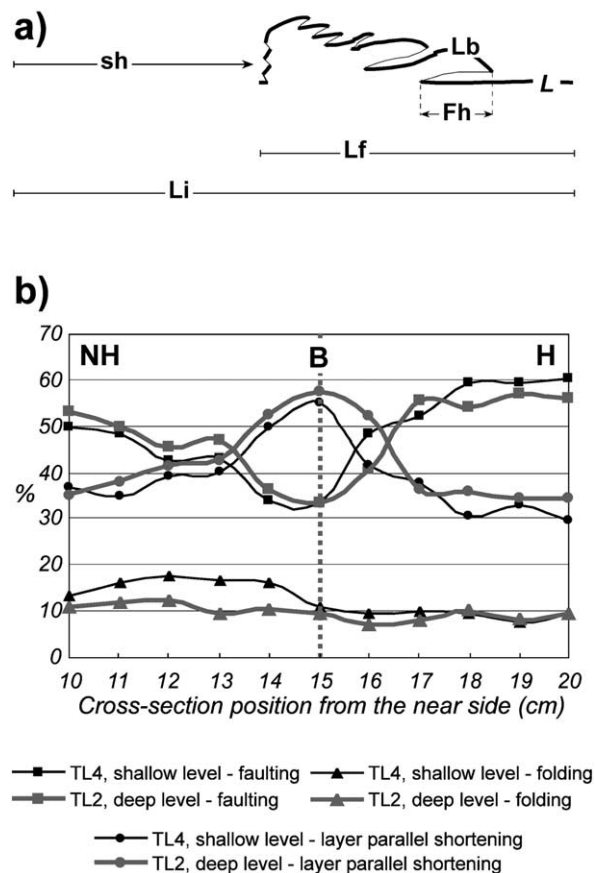 a)
sh
Lb
L
Fh
Lf
Li
b)
70
NH B H
60
50
40
%
30
20
10
0
10 11 12 13 14 15 16 17 18 19 20
Cross-section position from the near side (cm)
TL4, shallow level - faulting TL4, shallow level - folding
TL2, deep level - faulting TL2, deep level - folding
TL4, shallow level - layer parallel shortening
TL2, deep level - layer parallel shortening